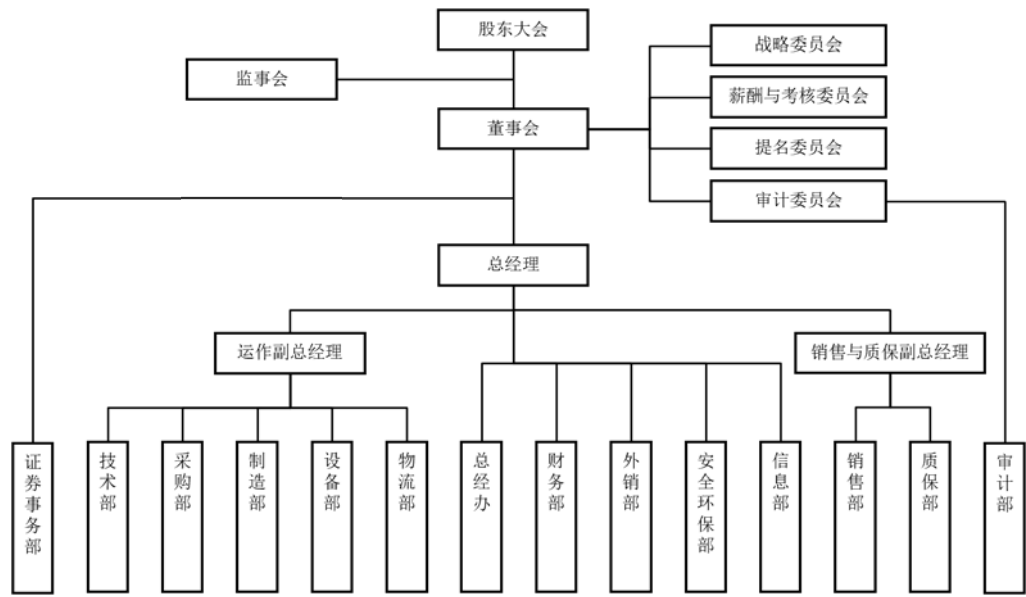 股东大会
战略委员会
监事会
薪酬与考核委员会
董事会
提名委员会
审计委员会
总经理
运作副总经理
销售与质保副总经理
证券事务部
技术部
采购部
制造部
设备部
物流部
总经办
财务部
外销部
安全环保部
信息部
销售部
质保部
审计部